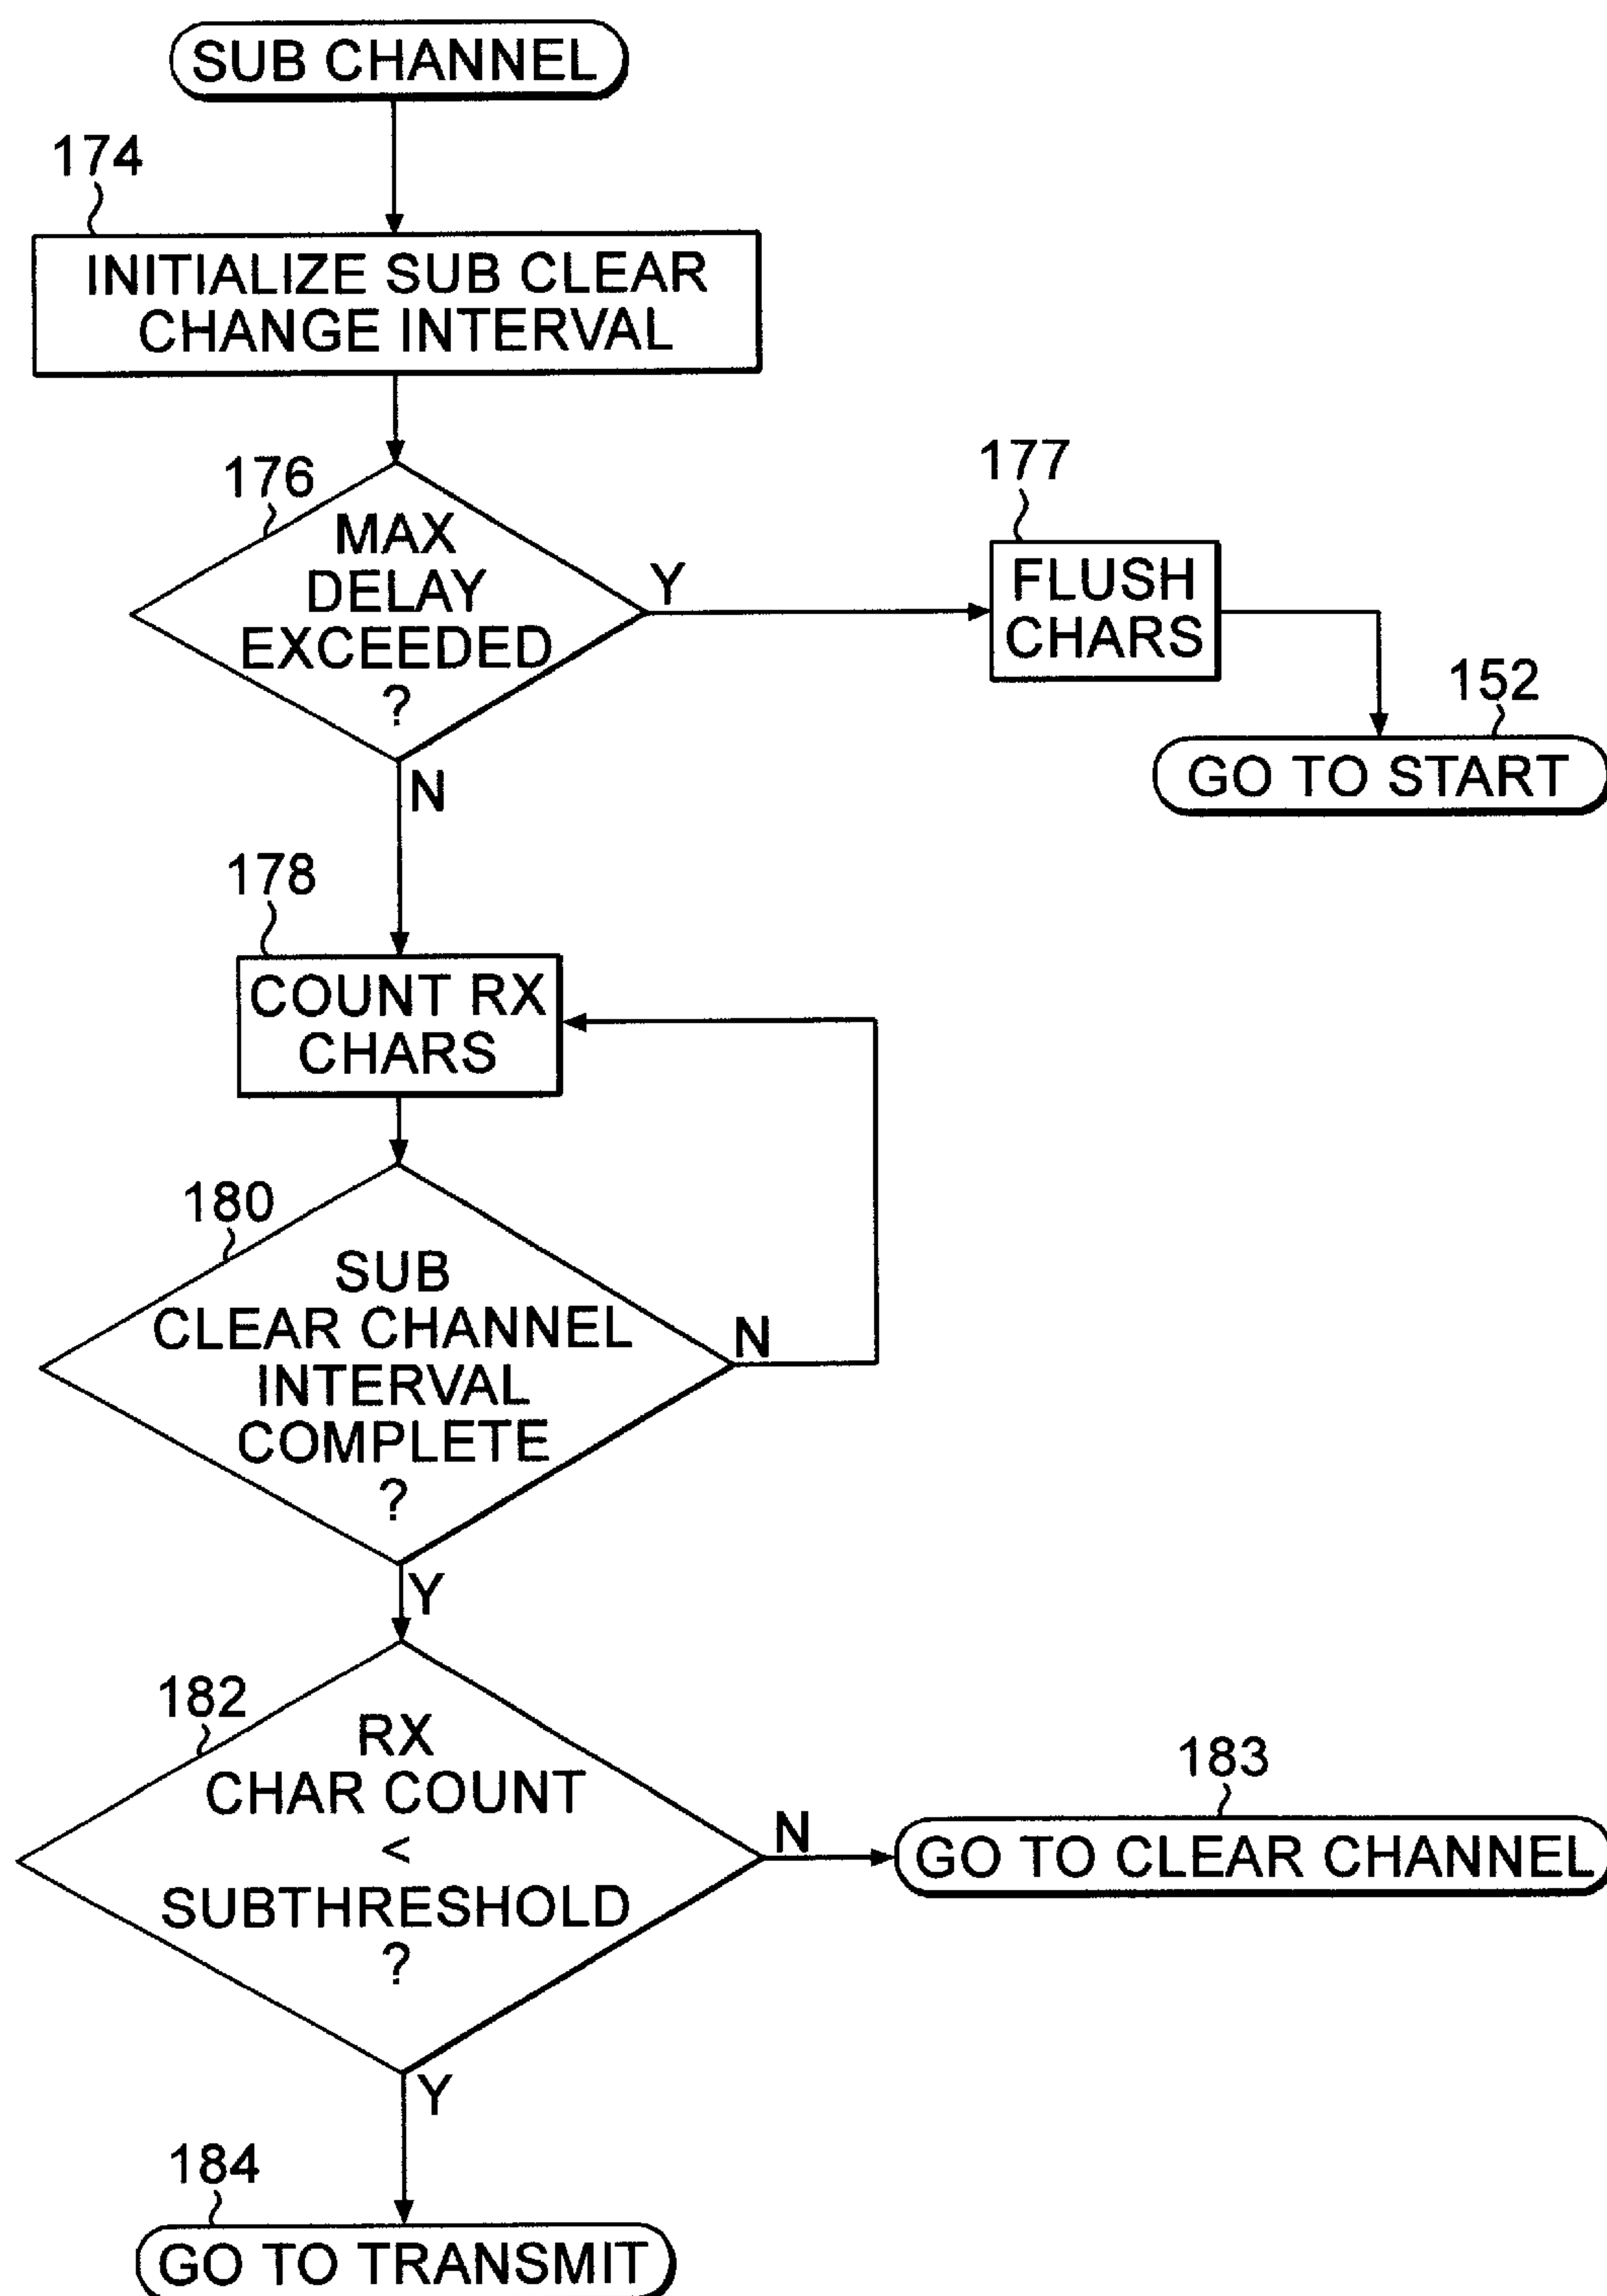 SUB CHANNEL
174
INITIALIZE SUB CLEAR
CHANGE INTERVAL
176
MAX
DELAY
EXCEEDED
?
Y
N
177
FLUSH
CHARS
152
GO TO START
178
COUNT RX
CHARS
180
SUB
CLEAR CHANNEL
INTERVAL
COMPLETE
?
N
Y
182
RX
CHAR COUNT
<
SUBTHRESHOLD
?
N
183
GO TO CLEAR CHANNEL
Y
184
GO TO TRANSMIT